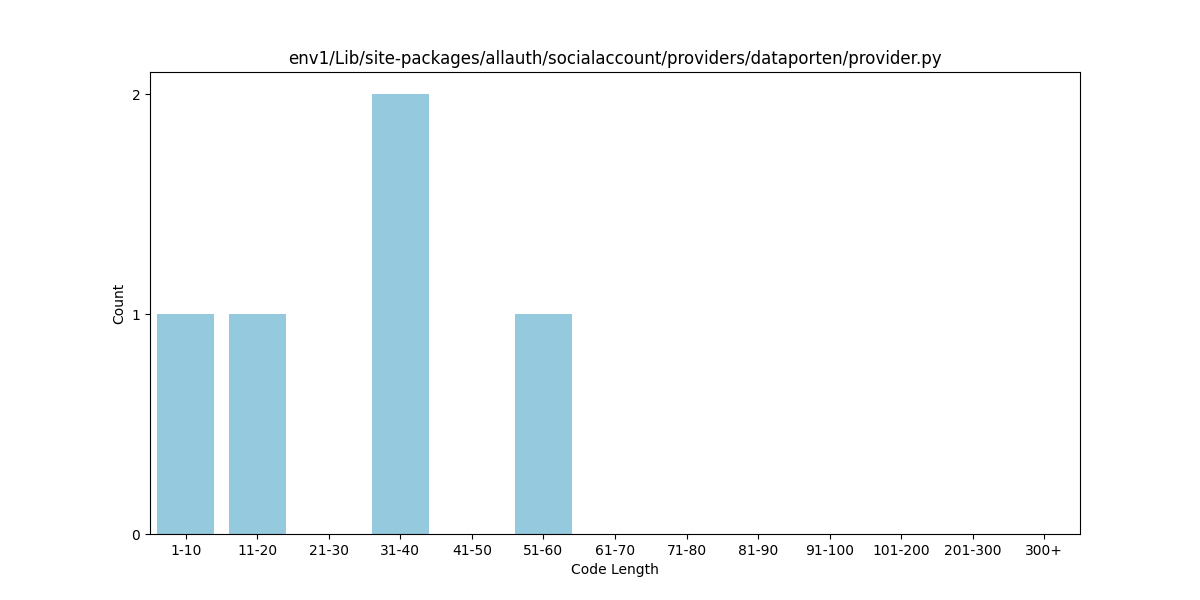 env1/Lib/site-packages/allauth/socialaccount/providers/dataporten/provider.py
2
1
0
Count
1-10 11-20 21-30 31-40 41-50 51-60 61-70 71-80 81-90 91-100 101-200 201-300 300+
Code Length